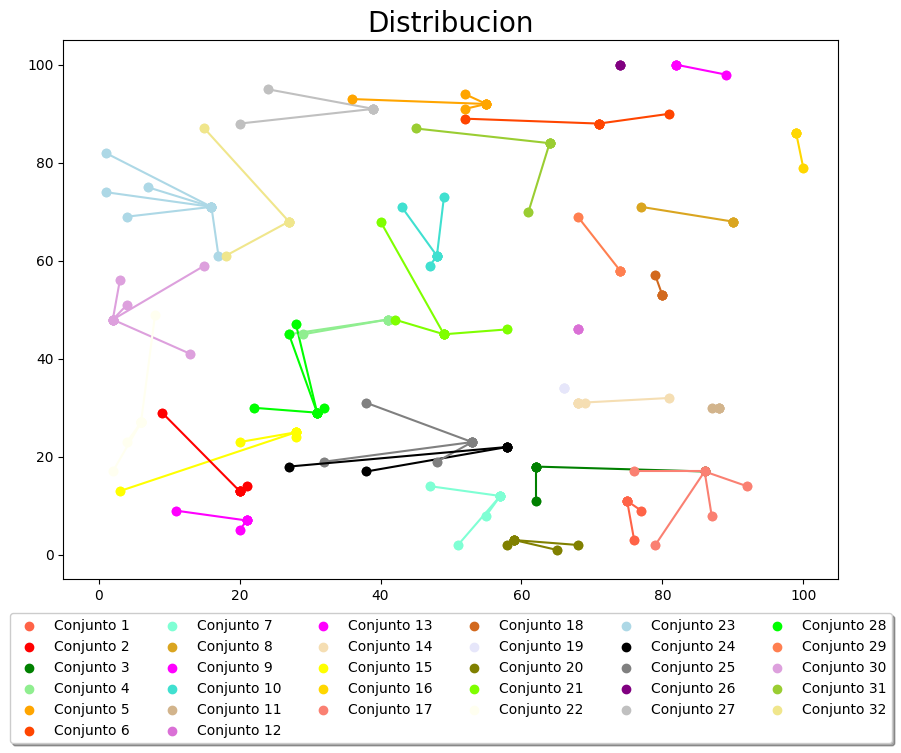 Distribucion
100
80
60
40
20
0
0 20 40 60 80 100
Conjunto 1 Conjunto 7 Conjunto 13 Conjunto 18 Conjunto 23 Conjunto 28
Conjunto 2 Conjunto 8 Conjunto 14 Conjunto 19 Conjunto 24 Conjunto 29
Conjunto 3 Conjunto 9 Conjunto 15 Conjunto 20 Conjunto 25 Conjunto 30
Conjunto 4 Conjunto 10 Conjunto 16 Conjunto 21 Conjunto 26 Conjunto 31
Conjunto 5 Conjunto 11 Conjunto 17 Conjunto 22 Conjunto 27 Conjunto 32
Conjunto 6 Conjunto 12